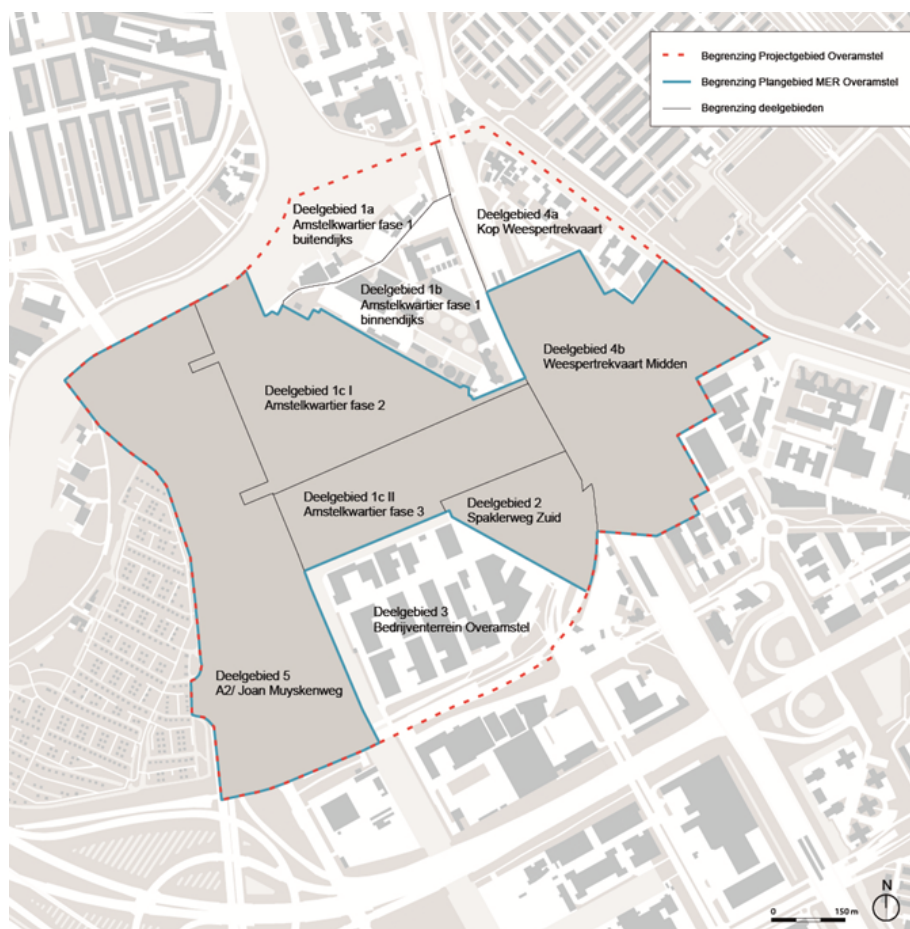 Begrenzing Projectgebied Overamstel
Begrenzing Plangebied MER Overamstel
Begrenzing deelgebieden
Deelgebied 1a
Amstelkwartier fase 1
buitendijks
Deelgebied 4a
Kop Weespertrekvaart
Deelgebied 1b
Amstelkwartier fase 1
binnendijks
Deelgebied 4b
Weespertrekvaart Midden
Deelgebied 1c I
Amstelkwartier fase 2
Deelgebied 1c II
Amstelkwartier fase 3
Deelgebied 2
Spaklerweg Zuid
Deelgebied 3
Bedrijventerrein Overamstel
Deelgebied 5
A2/ Joan Muyskenweg
N
0 150 m